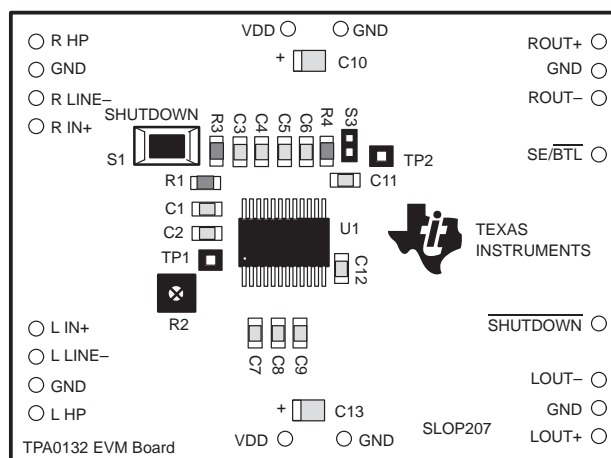 VDD GND
R HP
GND
R LINE–
R IN+
+ C10
ROUT+
GND
ROUT–
SHUTDOWN
S1
R3 C3 C4 C5 C6 R4 S3
TP2
SE/BTL
R1
C11
C1
C2
U1
TP1
C12
R2
TEXAS
INSTRUMENTS
L IN+
L LINE–
GND
L HP
C7 C8 C9
SHUTDOWN
LOUT–
GND
LOUT+
+ C13
SLOP207
TPA0132 EVM Board
VDD GND